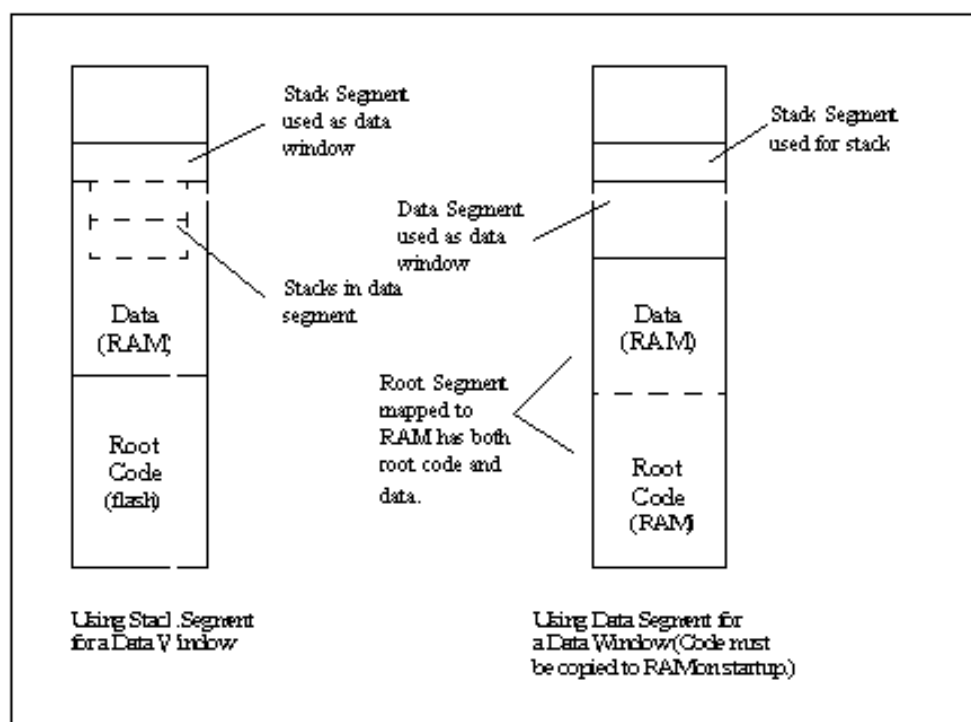 Stack Segment
used as data
window
Stacks in data
segment
Data
(RAM)
Root
Code
(flash)
Using Stacl .Segment
for a Data V indow
Stack Segment
used for stack
Data Segment
used as data
window
Data
(RAM)
Root Segment
mapped to
RAM has both
root code and
data.
Root
Code
(RAM)
Using Data Segment for
a Data Window (Code must
be copied to RAM on startup.)